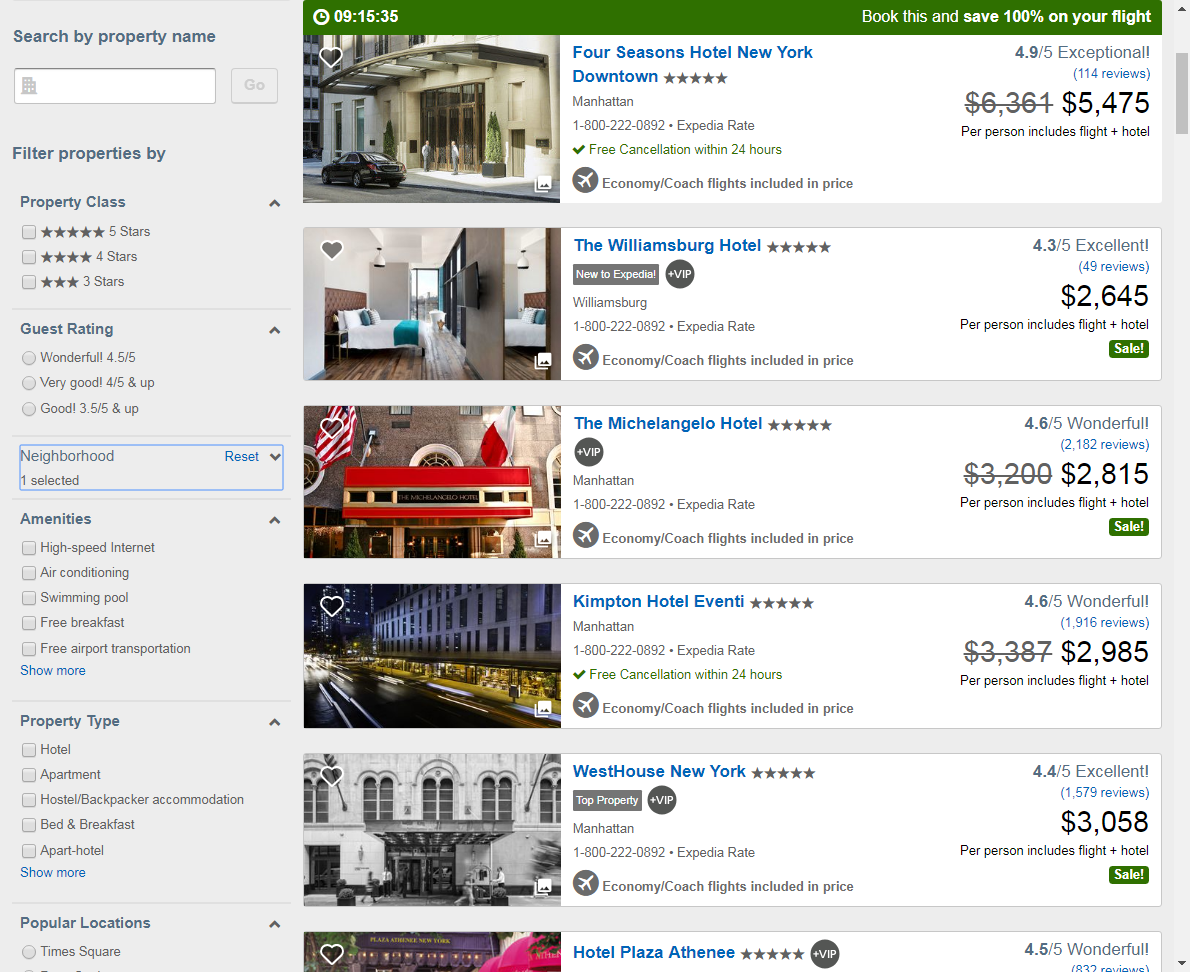 Search by property name
Go
Filter properties by
Property Class
5 Stars
4 Stars
3 Stars
Guest Rating
Wonderful! 4.5/5
Very good! 4/5 & up
Good! 3.5/5 & up
Neighborhood
Reset
1 selected
Amenities
High-speed Internet
Air conditioning
Swimming pool
Free breakfast
Free airport transportation
Show more
Property Type
Hotel
Apartment
Hostel/Backpacker accommodation
Bed & Breakfast
Apart-hotel
Show more
Popular Locations
Times Square
09:15:35
Book this and save 100% on your flight
Four Seasons Hotel New York
Downtown
Manhattan
1-800-222-0892 • Expedia Rate
Free Cancellation within 24 hours
Economy/Coach flights included in price
4.9/5 Exceptional!
(114 reviews)
$6,361 $5,475
Per person includes flight + hotel
The Williamsburg Hotel
New to Expedia! +VIP
Williamsburg
1-800-222-0892 • Expedia Rate
Economy/Coach flights included in price
4.3/5 Excellent!
(49 reviews)
$2,645
Per person includes flight + hotel
Sale!
THE MICHELANGELO HOTEL
The Michelangelo Hotel
+VIP
Manhattan
1-800-222-0892 • Expedia Rate
Economy/Coach flights included in price
4.6/5 Wonderful!
(2,182 reviews)
$3,200 $2,815
Per person includes flight + hotel
Sale!
Kimpton Hotel Eventi
Manhattan
1-800-222-0892 • Expedia Rate
Free Cancellation within 24 hours
Economy/Coach flights included in price
4.6/5 Wonderful!
(1,916 reviews)
$3,387 $2,985
Per person includes flight + hotel
WestHouse New York
Top Property +VIP
Manhattan
1-800-222-0892 • Expedia Rate
Economy/Coach flights included in price
4.4/5 Excellent!
(1,579 reviews)
$3,058
Per person includes flight + hotel
Sale!
PLAZA ATHENEE NEW YORK
Hotel Plaza Athenee +VIP
4.5/5 Wonderful!
(832 reviews)